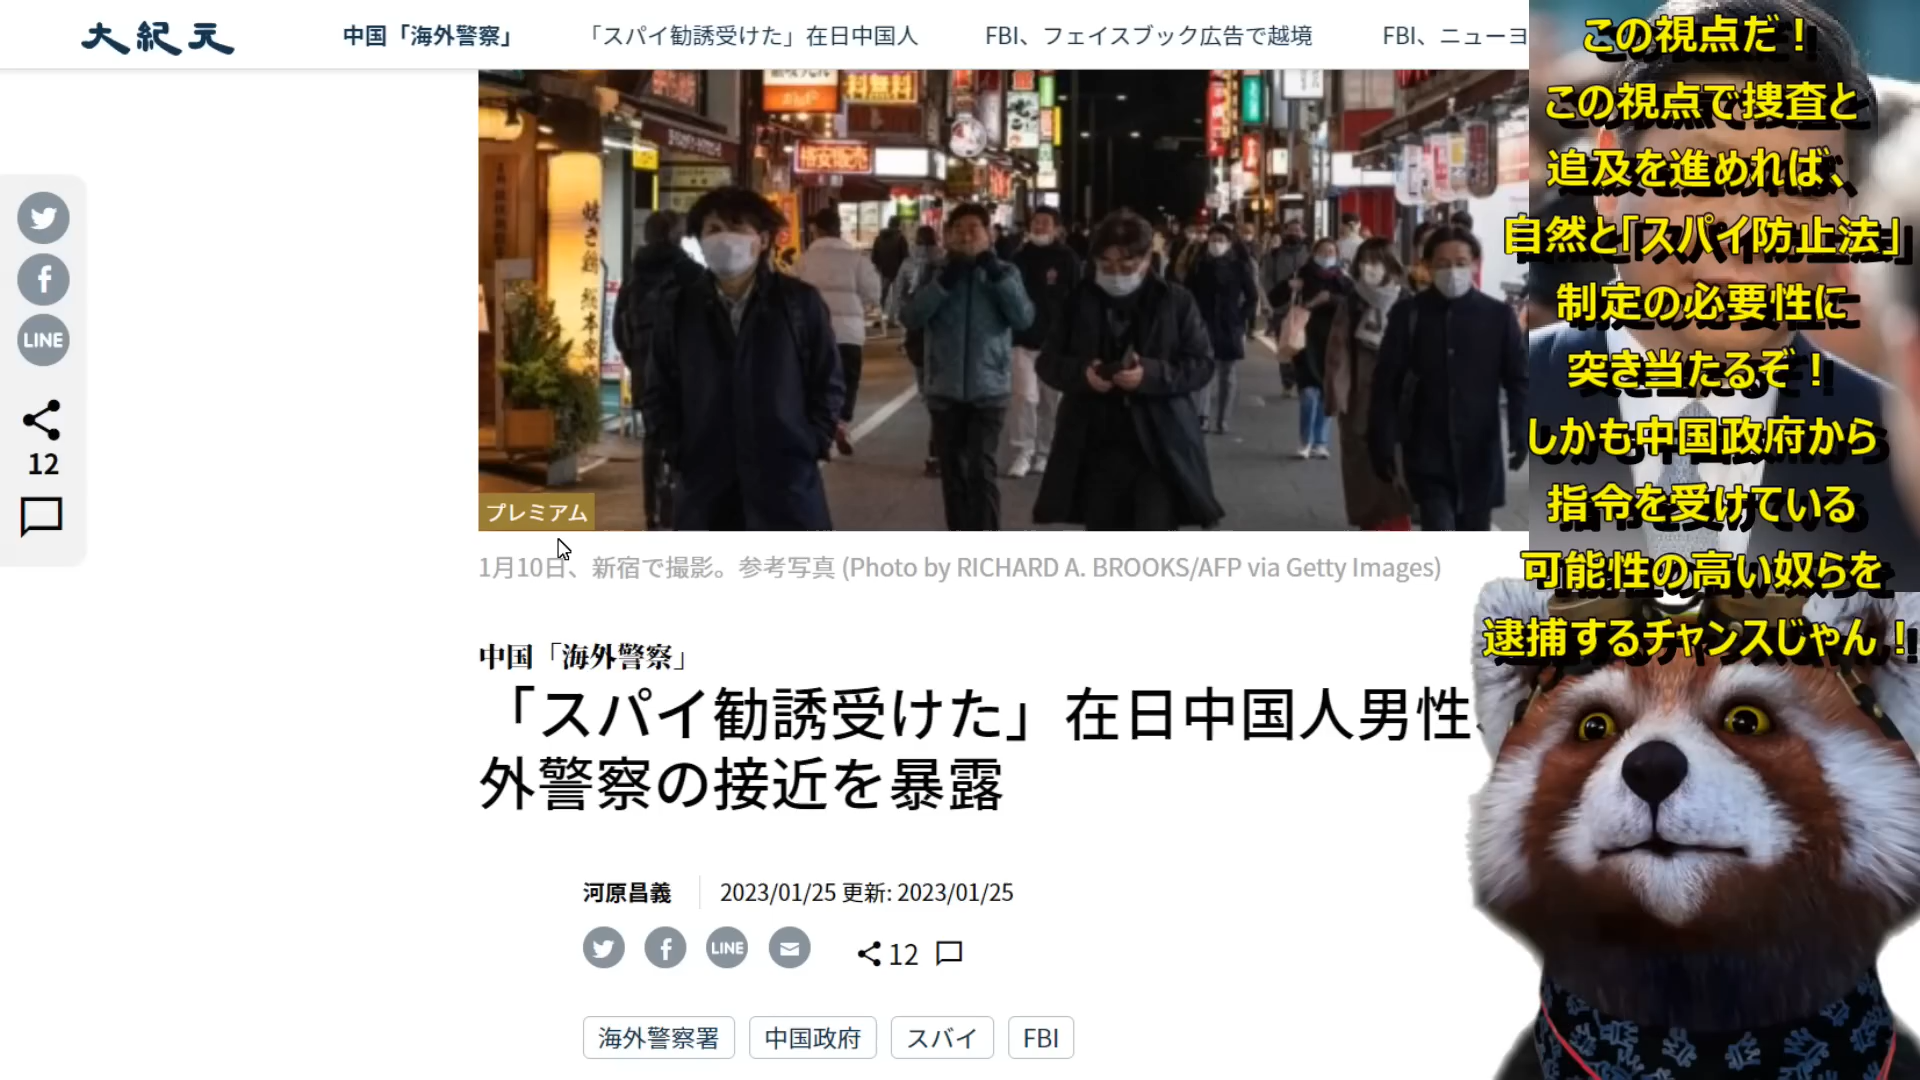 大紀元
中国「海外警察」
「スパイ勧誘受けた」在日中国人
FBI、フェイスブック広告で越境
FBI、ニューヨ
LINE
12
格安販売
料無料
プレミアム
1月10日、新宿で撮影。参考写真 (Photo by RICHARD A. BROOKS/AFP via Getty Images)
中国「海外警察」
「スパイ勧誘受けた」在日中国人男性
外警察の接近を暴露
河原昌義
2023/01/25 更新: 2023/01/25
LINE
12
海外警察署
中国政府
スパイ
FBI
この視点だ！
この視点で捜査と
追及を進めれば、
自然と「スパイ防止法」
制定の必要性に
突き当たるぞ！
しかも中国政府から
指令を受けている
可能性の高い奴らを
逮捕するチャンスじゃん！